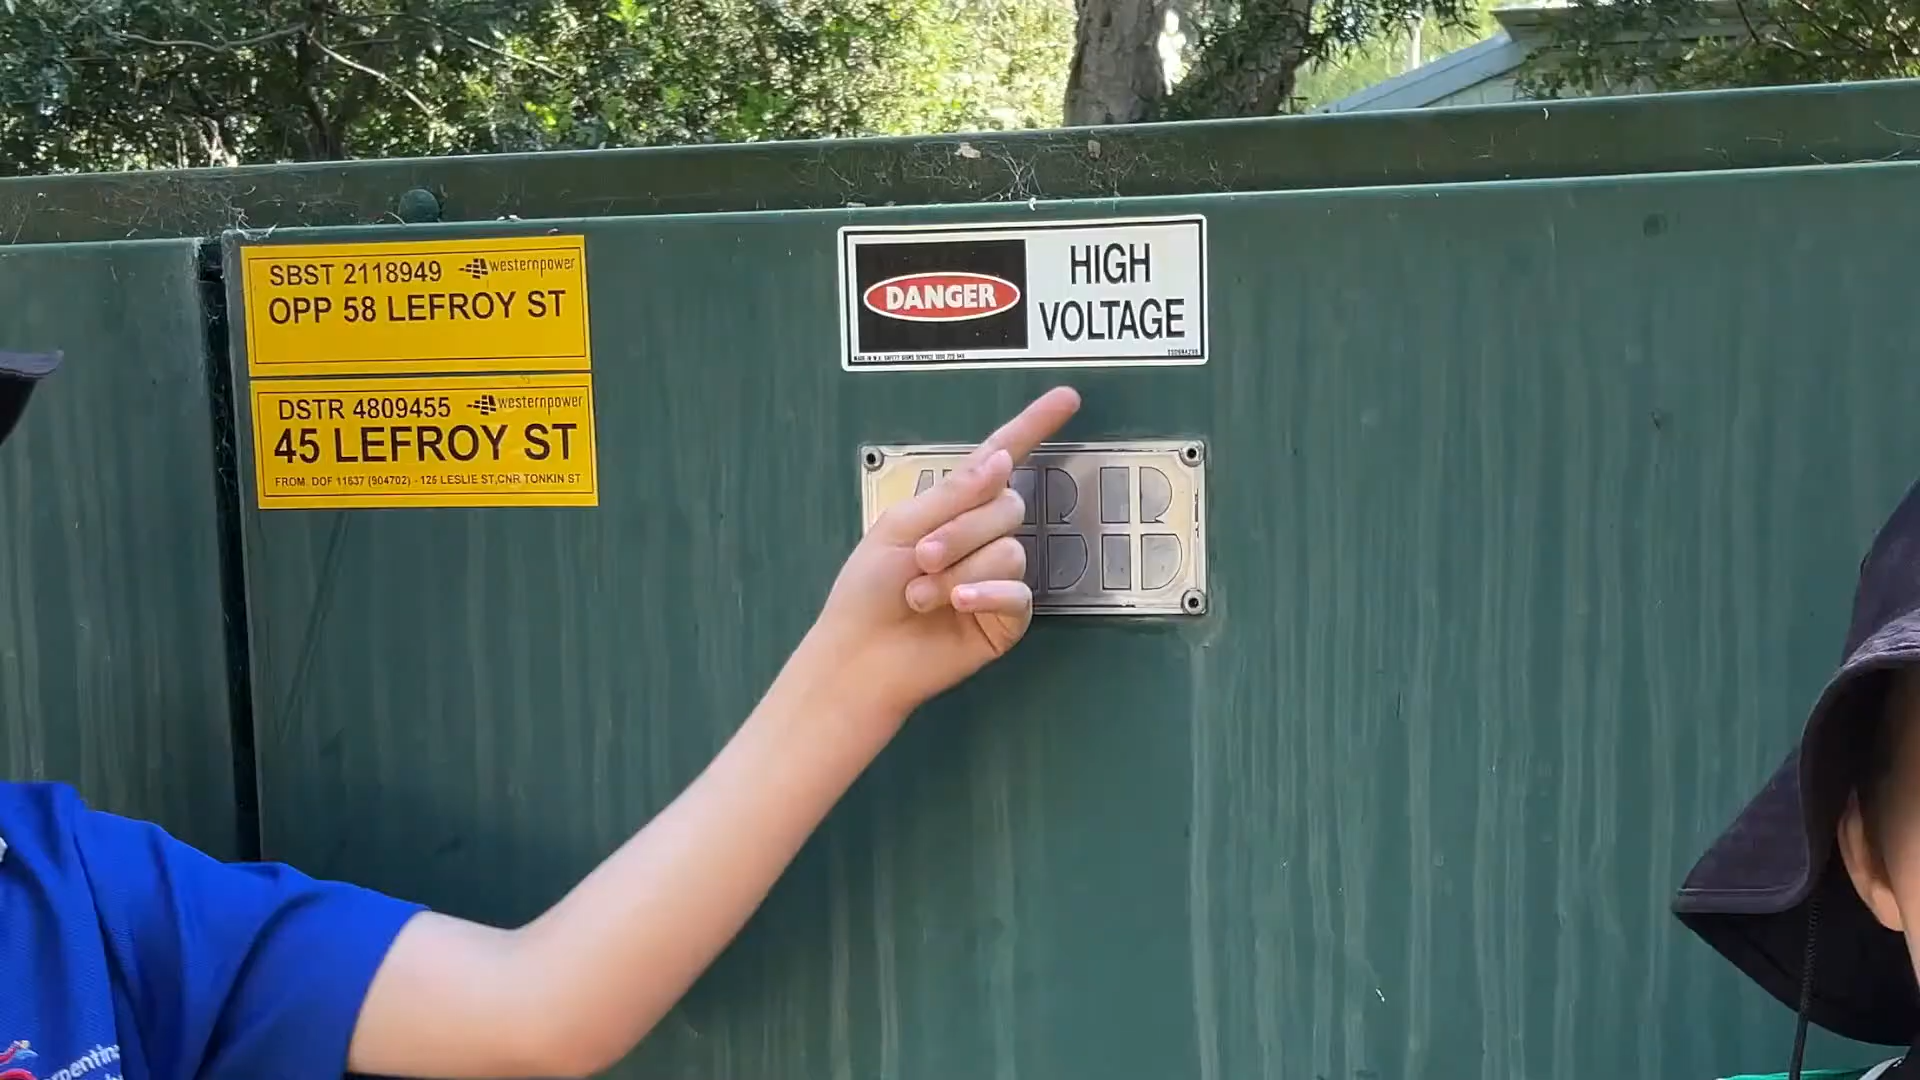 SBST 2118949 westernpower
OPP 58 LEFROY ST
DSTR 4809455 westernpower
45 LEFROY ST
FROM. DOF 11637 (904702) - 125 LESLIE ST,CNR TONKIN ST
DANGER
HIGH
VOLTAGE